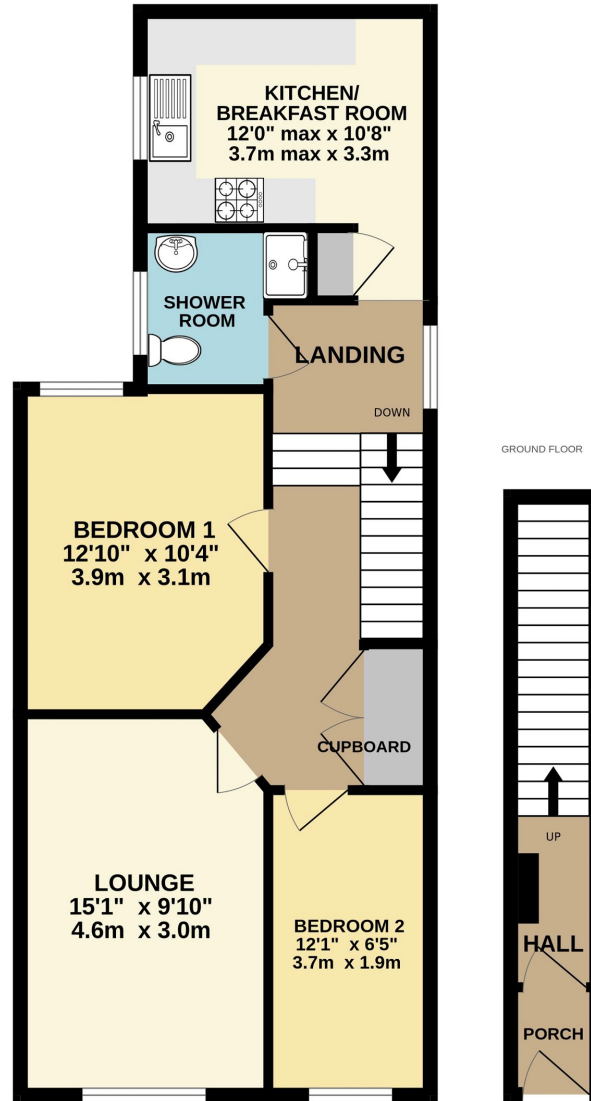 KITCHEN/
BREAKFAST ROOM
12'0" max x 10'8"
3.7m max x 3.3m
SHOWER
ROOM
LANDING
DOWN
BEDROOM 1
12'10" x 10'4"
3.9m x 3.1m
CUPBOARD
LOUNGE
15'1" x 9'10"
4.6m x 3.0m
BEDROOM 2
12'1" x 6'5"
3.7m x 1.9m
GROUND FLOOR
UP
HALL
PORCH